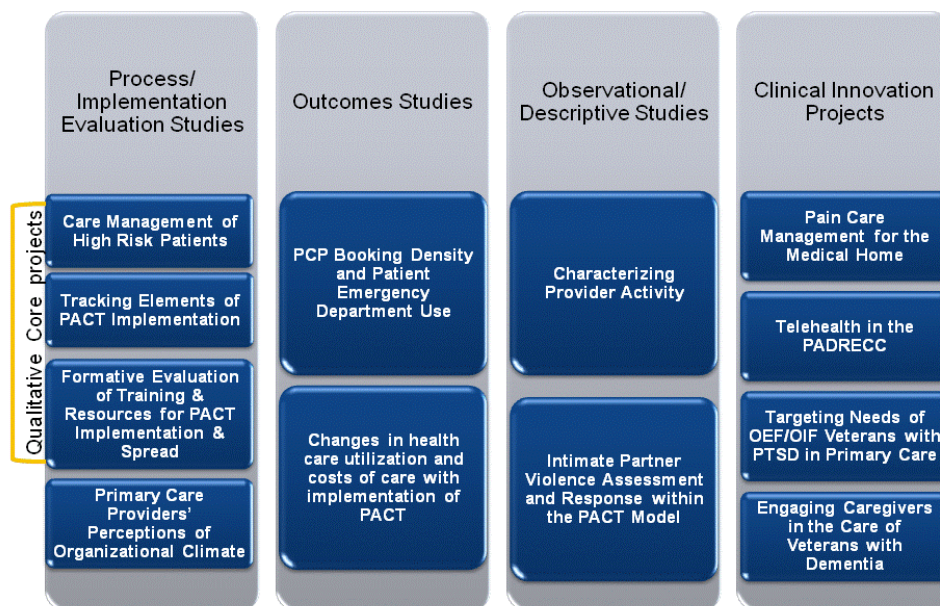 Process/
Implementation
Evaluation Studies
Qualitative Core projects
Care Management of
High Risk Patients
Tracking Elements of
PACT Implementation
Formative Evaluation
of Training &
Resources for PACT
Implementation &
Spread
Primary Care
Providers'
Perceptions of
Organizational Climate
Outcomes Studies
PCP Booking Density
and Patient
Emergency
Department Use
Changes in health
care utilization and
costs of care with
implementation of
PACT
Observational/
Descriptive Studies
Characterizing
Provider Activity
Intimate Partner
Violence Assessment
and Response within
the PACT Model
Clinical Innovation
Projects
Pain Care
Management for the
Medical Home
Telehealth in the
PADRECC
Targeting Needs of
OEF/OIF Veterans with
PTSD in Primary Care
Engaging Caregivers
in the Care of
Veterans with
Dementia